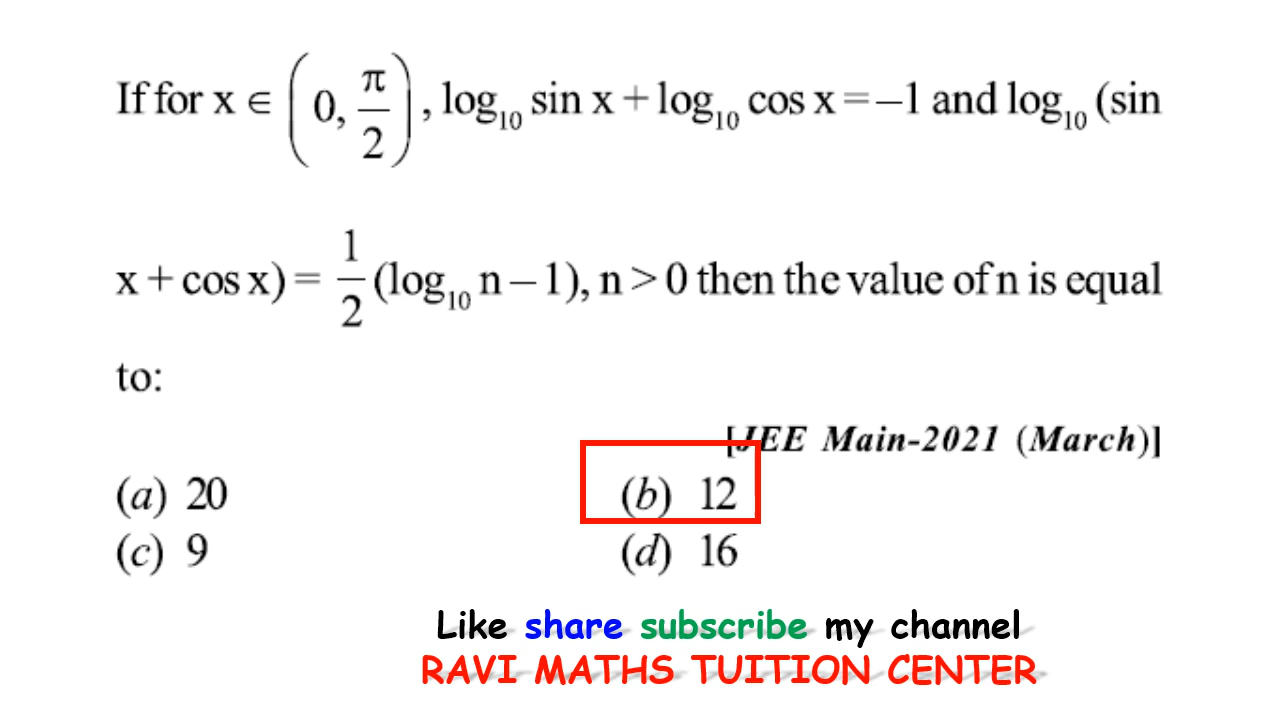 If for x ∈ (0, π/2), log₁₀ sin x + log₁₀ cos x = –1 and log₁₀ (sin
x + cos x) = 1/2 (log₁₀ n – 1), n > 0 then the value of n is equal
to:
[JEE Main-2021 (March)]
(a) 20 (b) 12
(c) 9 (d) 16
Like share subscribe my channel
RAVI MATHS TUITION CENTER